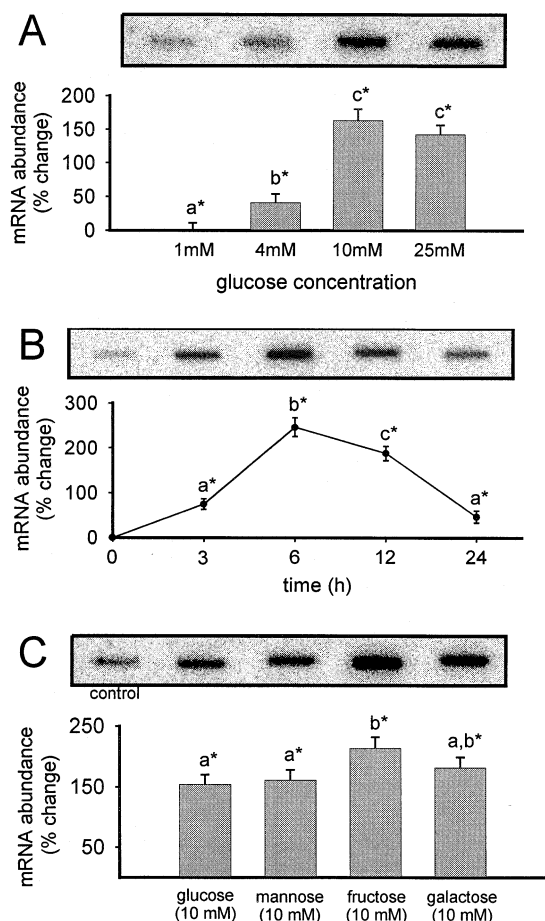 A
mRNA abundance
(% change)
200
150
100
50
0
a*
b*
c*
c*
1mM 4mM 10mM 25mM
glucose concentration
B
mRNA abundance
(% change)
300
200
100
0
a*
b*
c*
a*
0 3 6 12 24
time (h)
C
control
mRNA abundance
(% change)
250
150
50
a*
a*
b*
a,b*
glucose mannose fructose galactose
(10 mM) (10 mM) (10 mM) (10 mM)